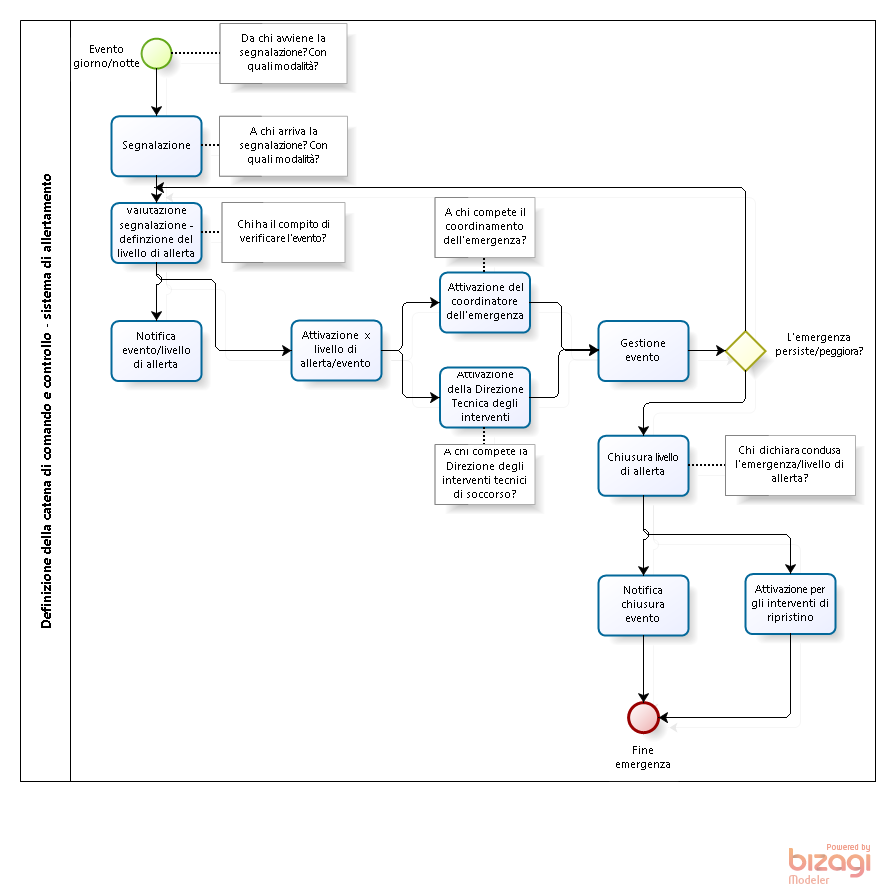 Definizione della catena di comando e controllo - sistema di allertamento
Evento
giorno/notte
Da chi avviene la
segnalazione? Con
quali modalità?
Segnalazione
A chi arriva la
segnalazione? Con
quali modalità?
Valutazione
segnalazione -
definzione del
livello di allerta
Chi ha il compito di
verificare l'evento?
A chi compete il
coordinamento
dell'emergenza?
Attivazione del
coordinatore
dell'emergenza
Notifica
evento/livello
di allerta
Attivazione x
livello di
allerta/evento
Gestione
evento
L'emergenza
persiste/peggiora?
Attivazione
della Direzione
Tecnica degli
interventi
A chi compete la
Direzione degli
interventi tecnici
di soccorso?
Chiusura livello
di allerta
Chi dichiara conclusa
l'emergenza/livello di
allerta?
Notifica
chiusura
evento
Attivazione per
gli interventi di
ripristino
Fine
emergenza
Powered by
bizagi
Modeler